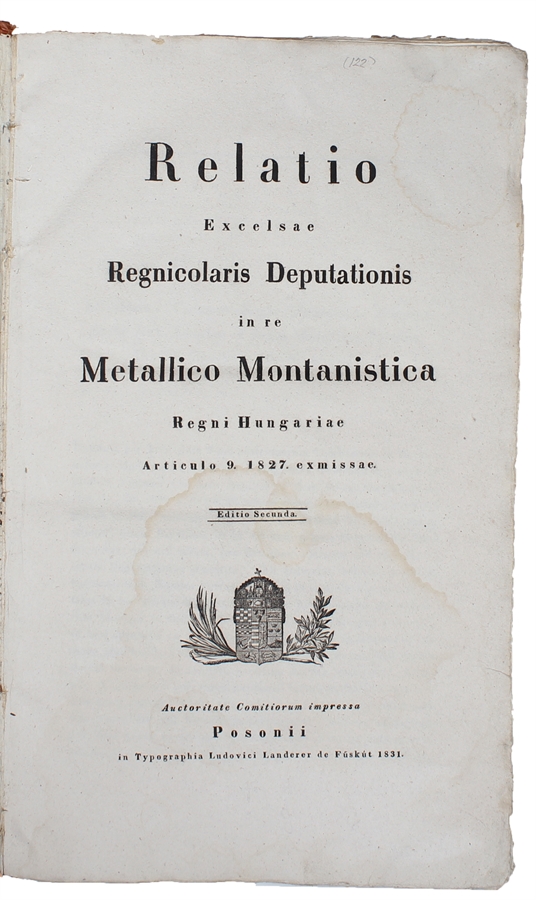 (122)
Relatio
Excelsae
Regnicolaris Deputationis
in re
Metallico Montanistica
Regni Hungariae
Articulo 9. 1827. exmissae.
Editio Secunda.
Auctoritate Comitiorum impressa
Posonii
in Typographia Ludovici Landerer de Fúskút 1831.